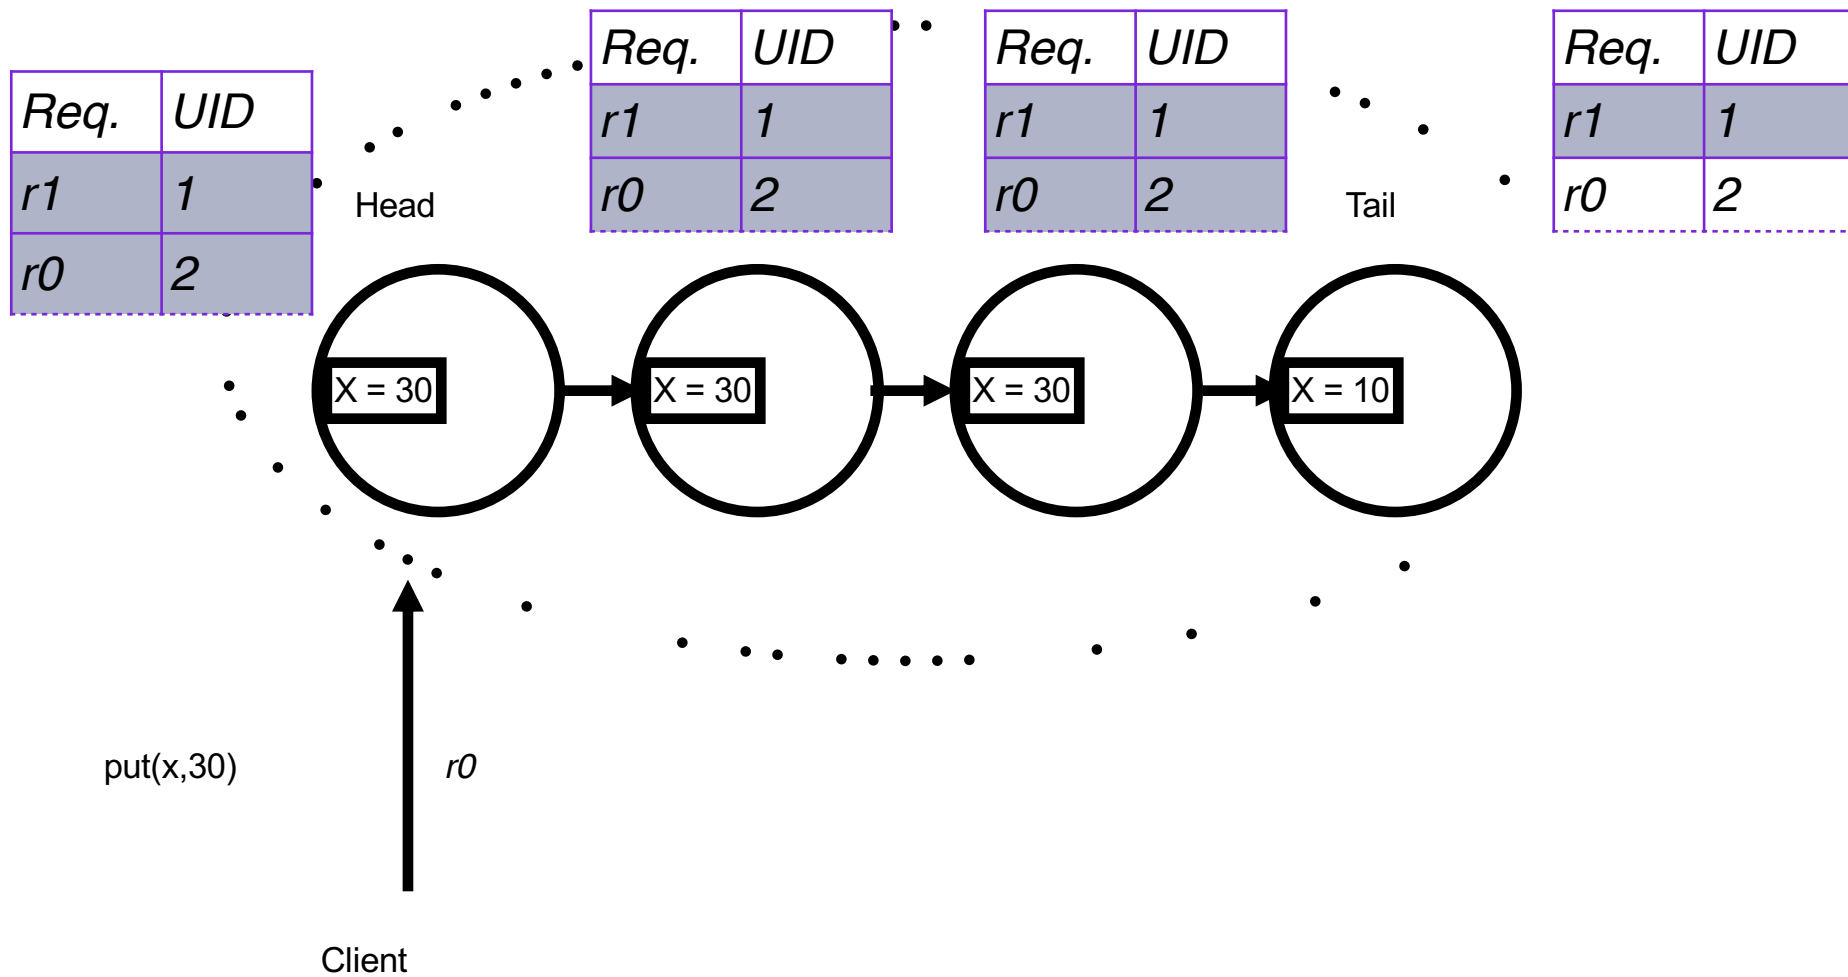 Req. UID
r1 1
r0 2
Req. UID
r1 1
r0 2
Req. UID
r1 1
r0 2
Req. UID
r1 1
r0 2
Head
Tail
X = 30
X = 30
X = 30
X = 10
put(x,30)
r0
Client